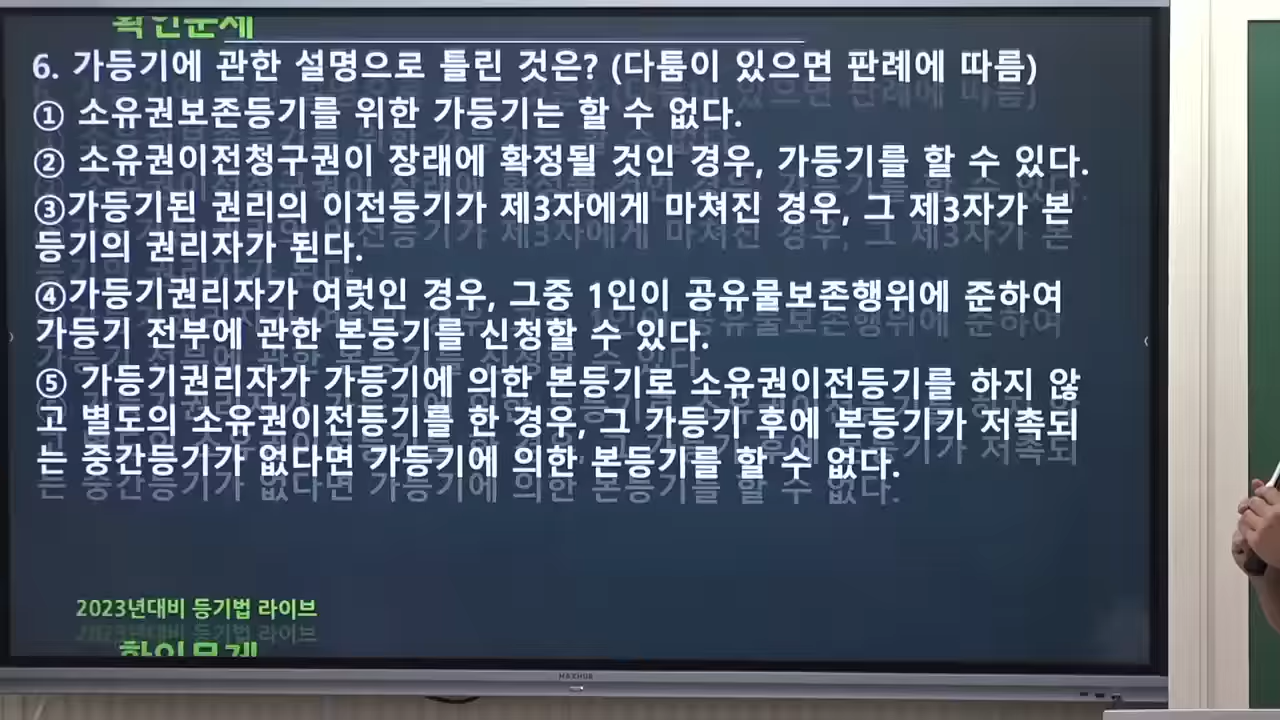 확인문제
6. 가등기에 관한 설명으로 틀린 것은? (다툼이 있으면 판례에 따름)
① 소유권보존등기를 위한 가등기는 할 수 없다.
② 소유권이전청구권이 장래에 확정될 것인 경우, 가등기를 할 수 있다.
③가등기된 권리의 이전등기가 제3자에게 마쳐진 경우, 그 제3자가 본
등기의 권리자가 된다.
④가등기권리자가 여럿인 경우, 그중 1인이 공유물보존행위에 준하여
가등기 전부에 관한 본등기를 신청할 수 있다.
⑤ 가등기권리자가 가등기에 의한 본등기로 소유권이전등기를 하지 않
고 별도의 소유권이전등기를 한 경우, 그 가등기 후에 본등기가 저촉되
는 중간등기가 없다면 가등기에 의한 본등기를 할 수 없다.
2023년대비 등기법 라이브
확인문제
MAXHUB